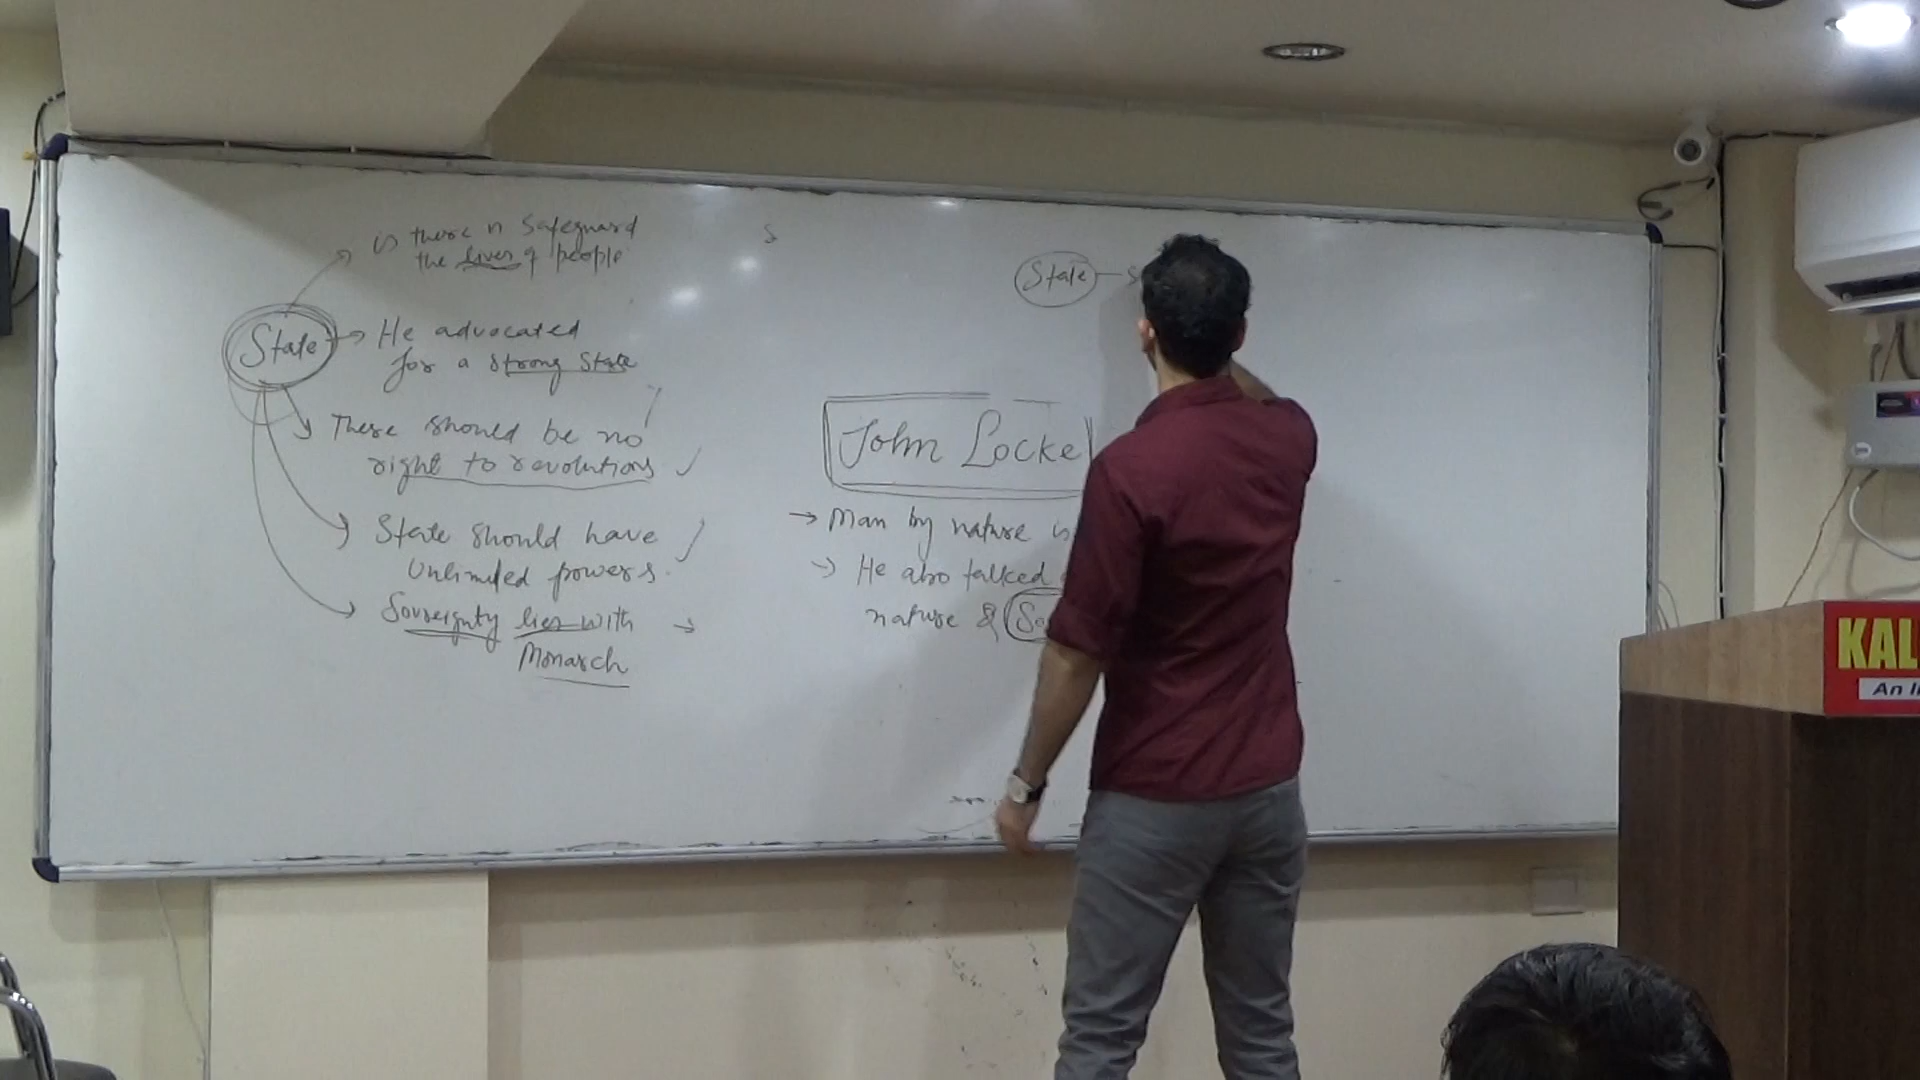 is there n safeguard
the lives of people
State
He advocated
for a strong State
There should be no
right to revolutions
State should have
Unlimited powers.
Sovreignty lies with
Monarch
State
John Locke
Man by nature is
He also talked
nature &
KAL
An I